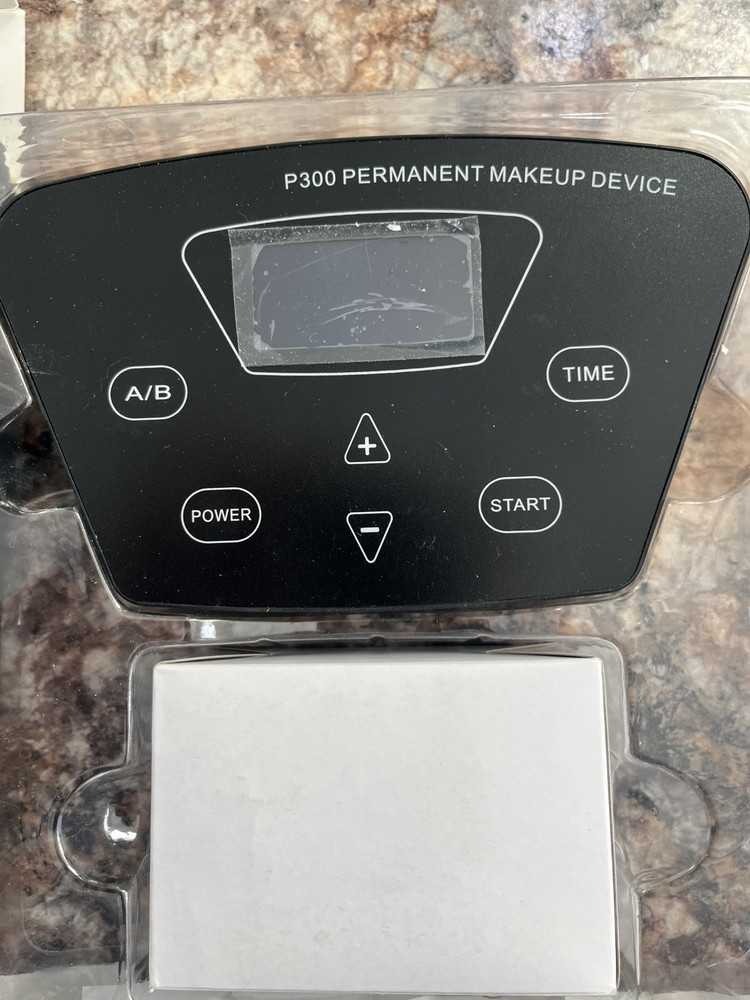 P300 PERMANENT MAKEUP DEVICE
A/B
TIME
+
POWER
START
-